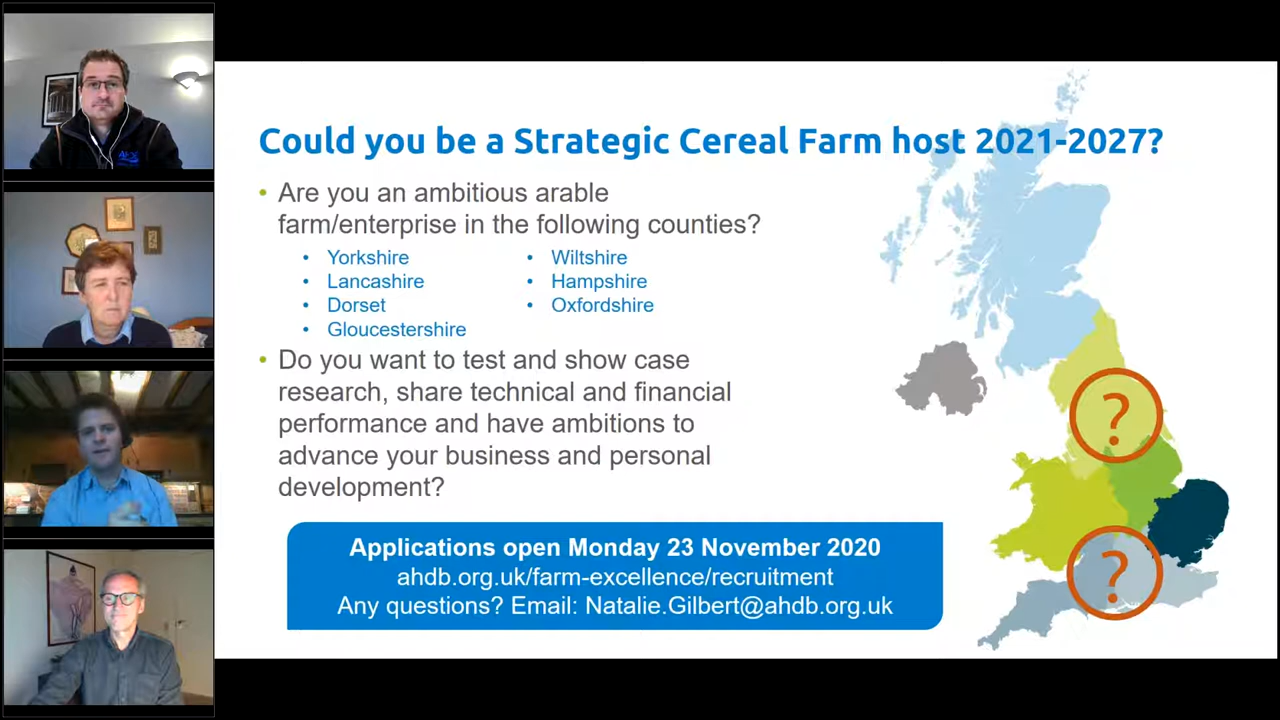 Could you be a Strategic Cereal Farm host 2021-2027?
• Are you an ambitious arable
farm/enterprise in the following counties?
• Yorkshire
• Lancashire
• Dorset
• Gloucestershire
• Wiltshire
• Hampshire
• Oxfordshire
• Do you want to test and show case
research, share technical and financial
performance and have ambitions to
advance your business and personal
development?
Applications open Monday 23 November 2020
ahdb.org.uk/farm-excellence/recruitment
Any questions? Email: Natalie.Gilbert@ahdb.org.uk
?
?